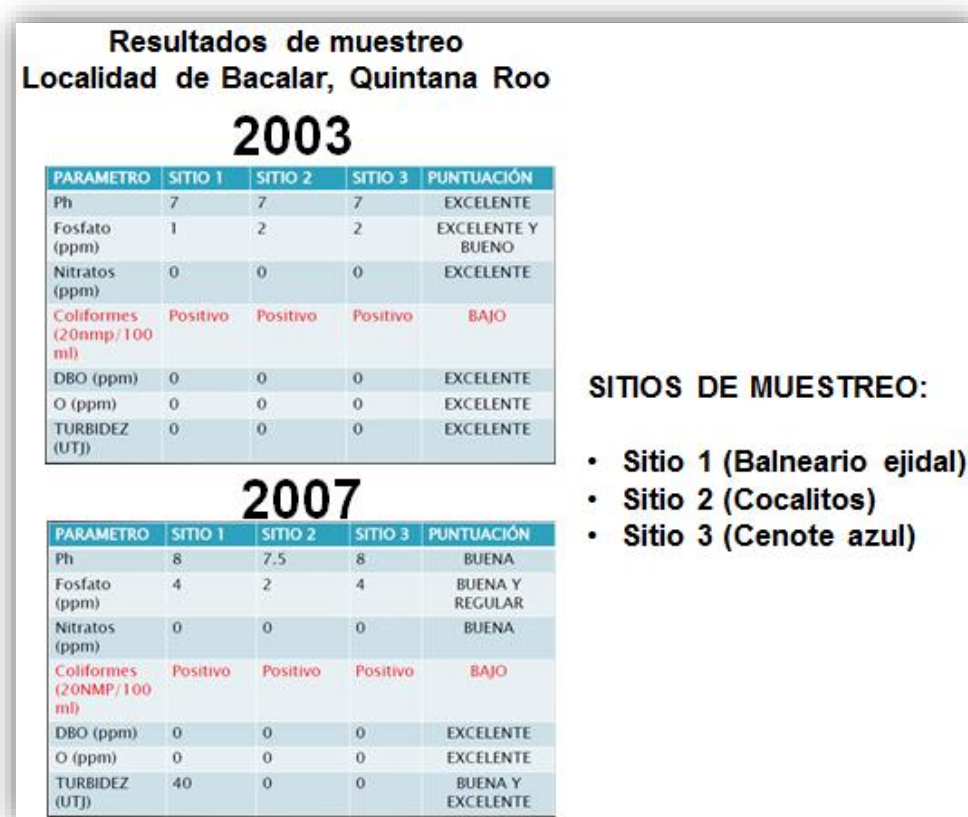 Resultados de muestreo
Localidad de Bacalar, Quintana Roo
2003
PARAMETRO SITIO 1 SITIO 2 SITIO 3 PUNTUACIÓN
Ph 7 7 7 EXCELENTE
Fosfato (ppm) 1 2 2 EXCELENTE Y BUENO
Nitratos (ppm) 0 0 0 EXCELENTE
Coliformes (20nmp/100 ml) Positivo Positivo Positivo BAJO
DBO (ppm) 0 0 0 EXCELENTE
O (ppm) 0 0 0 EXCELENTE
TURBIDEZ (UTJ) 0 0 0 EXCELENTE
2007
PARAMETRO SITIO 1 SITIO 2 SITIO 3 PUNTUACIÓN
Ph 8 7.5 8 BUENA
Fosfato (ppm) 4 2 4 BUENA Y REGULAR
Nitratos (ppm) 0 0 0 BUENA
Coliformes (20NMP/100 ml) Positivo Positivo Positivo BAJO
DBO (ppm) 0 0 0 EXCELENTE
O (ppm) 0 0 0 EXCELENTE
TURBIDEZ (UTJ) 40 0 0 BUENA Y EXCELENTE
SITIOS DE MUESTREO:
• Sitio 1 (Balneario ejidal)
• Sitio 2 (Cocalitos)
• Sitio 3 (Cenote azul)